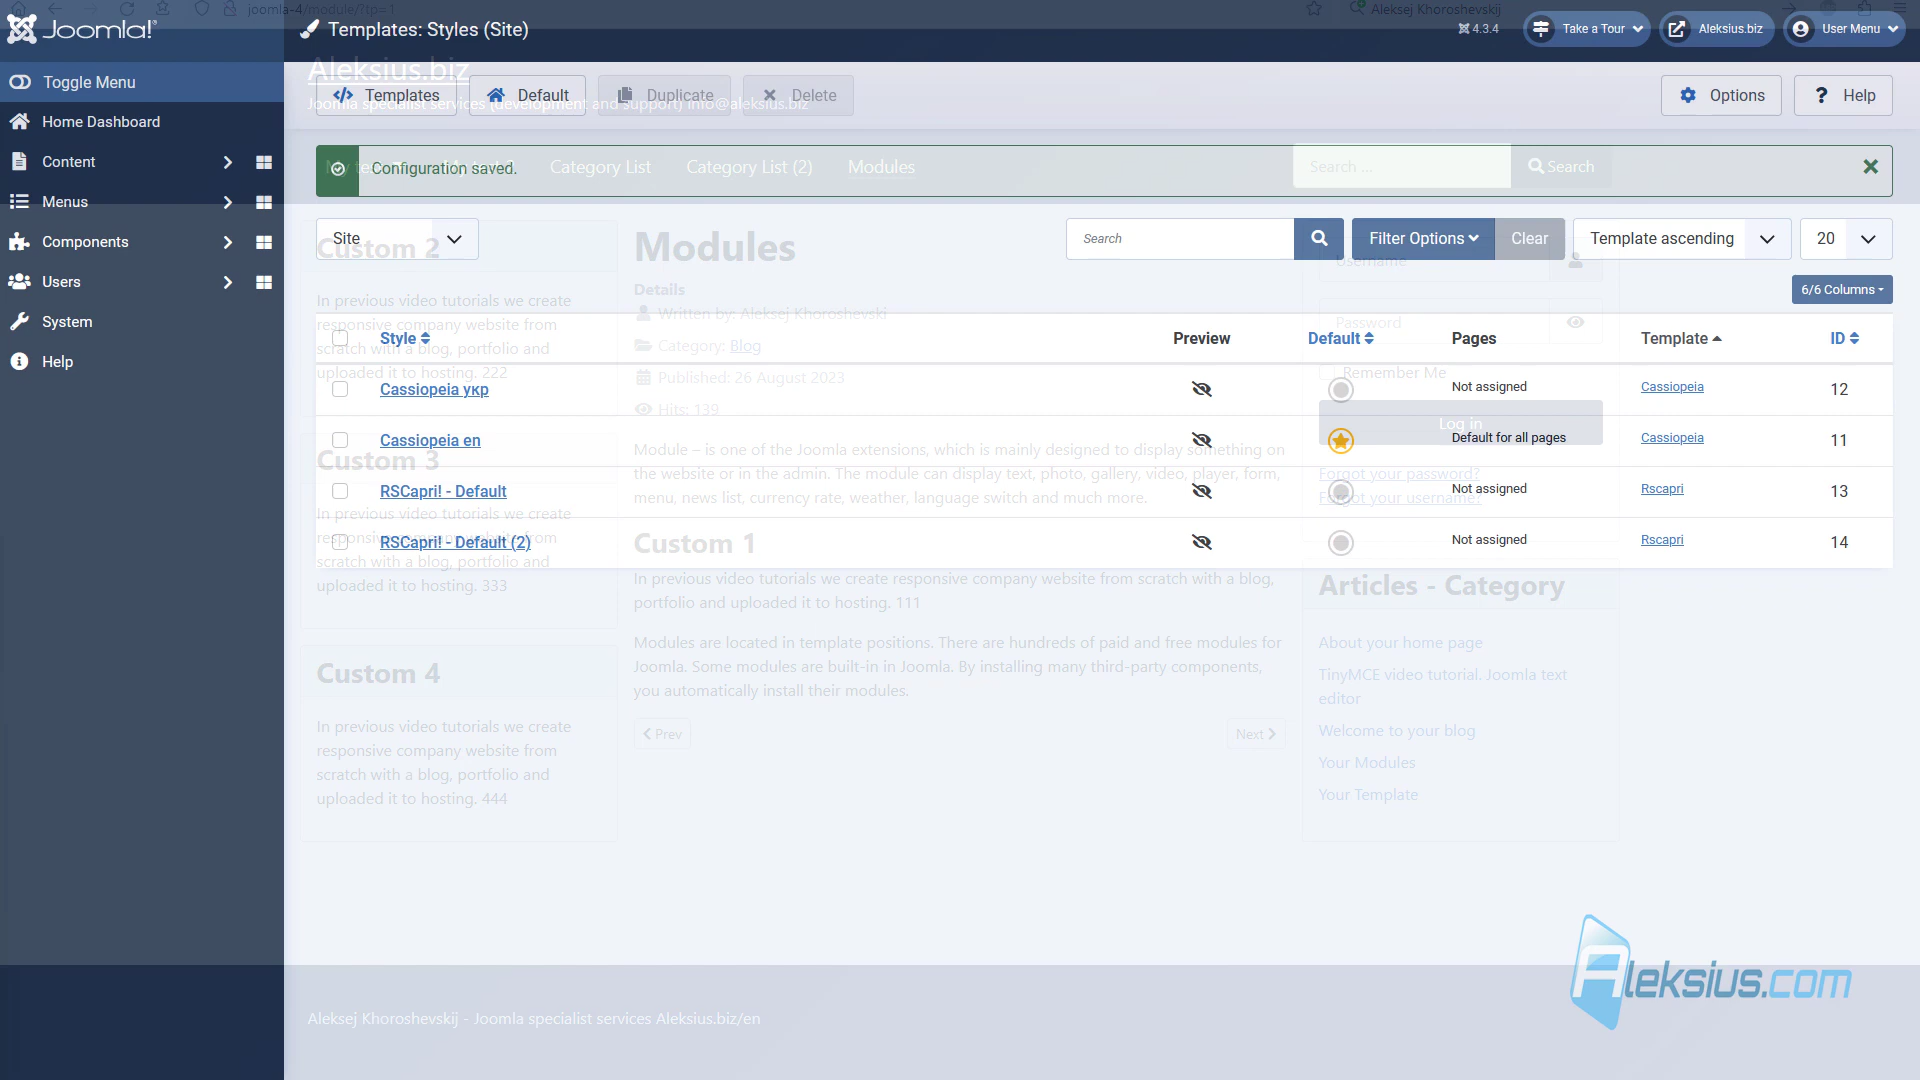 joomla-4/module/?tp=1
Aleksej Khoroshevskij
Joomla!
Templates: Styles (Site)
4.3.4
Take a Tour
Aleksius.biz
User Menu
Toggle Menu
Aleksius.biz
Templates
Default
Duplicate
Delete
Options
Help
Joomla specialist services (development and support) info@aleksius.biz
Home Dashboard
Content
Menus
Components
Users
System
Help
Configuration saved.
Category List
Category List (2)
Modules
Search ...
Search
Site
Search
Filter Options
Clear
Template ascending
20
6/6 Columns
Style
Preview
Default
Pages
Template
ID
Cassiopeia укр
Not assigned
Cassiopeia
12
Cassiopeia en
Default for all pages
Cassiopeia
11
RSCapri! - Default
Not assigned
Rscapri
13
RSCapri! - Default (2)
Not assigned
Rscapri
14
Custom 2
In previous video tutorials we create
responsive company website from
scratch with a blog, portfolio and
uploaded it to hosting. 222
Custom 3
In previous video tutorials we create
responsive company website from
scratch with a blog, portfolio and
uploaded it to hosting. 333
Custom 4
In previous video tutorials we create
responsive company website from
scratch with a blog, portfolio and
uploaded it to hosting. 444
Modules
Details
Written by: Aleksej Khoroshevski
Category: Blog
Published: 26 August 2023
Hits: 139
Module – is one of the Joomla extensions, which is mainly designed to display something on
the website or in the admin. The module can display text, photo, gallery, video, player, form,
menu, news list, currency rate, weather, language switch and much more.
Custom 1
In previous video tutorials we create responsive company website from scratch with a blog,
portfolio and uploaded it to hosting. 111
Modules are located in template positions. There are hundreds of paid and free modules for
Joomla. Some modules are built-in in Joomla. By installing many third-party components,
you automatically install their modules.
Prev
Next
Username
Password
Remember Me
Log in
Forgot your password?
Forgot your username?
Articles - Category
About your home page
TinyMCE video tutorial. Joomla text
editor
Welcome to your blog
Your Modules
Your Template
Aleksius.com
Aleksej Khoroshevskij - Joomla specialist services Aleksius.biz/en